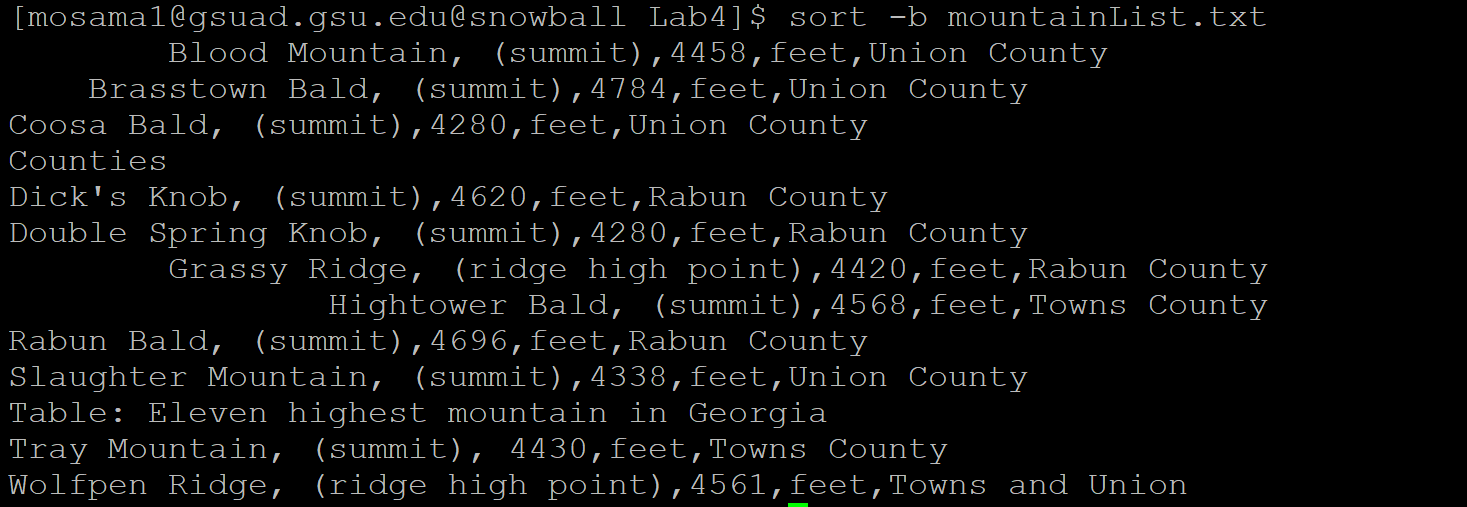 [mosama1@gsuad.gsu.edu@snowball Lab4]$ sort -b mountainList.txt
        Blood Mountain, (summit),4458,feet,Union County
    Brasstown Bald, (summit),4784,feet,Union County
Coosa Bald, (summit),4280,feet,Union County
Counties
Dick's Knob, (summit),4620,feet,Rabun County
Double Spring Knob, (summit),4280,feet,Rabun County
        Grassy Ridge, (ridge high point),4420,feet,Rabun County
                Hightower Bald, (summit),4568,feet,Towns County
Rabun Bald, (summit),4696,feet,Rabun County
Slaughter Mountain, (summit),4338,feet,Union County
Table: Eleven highest mountain in Georgia
Tray Mountain, (summit), 4430,feet,Towns County
Wolfpen Ridge, (ridge high point),4561,feet,Towns and Union